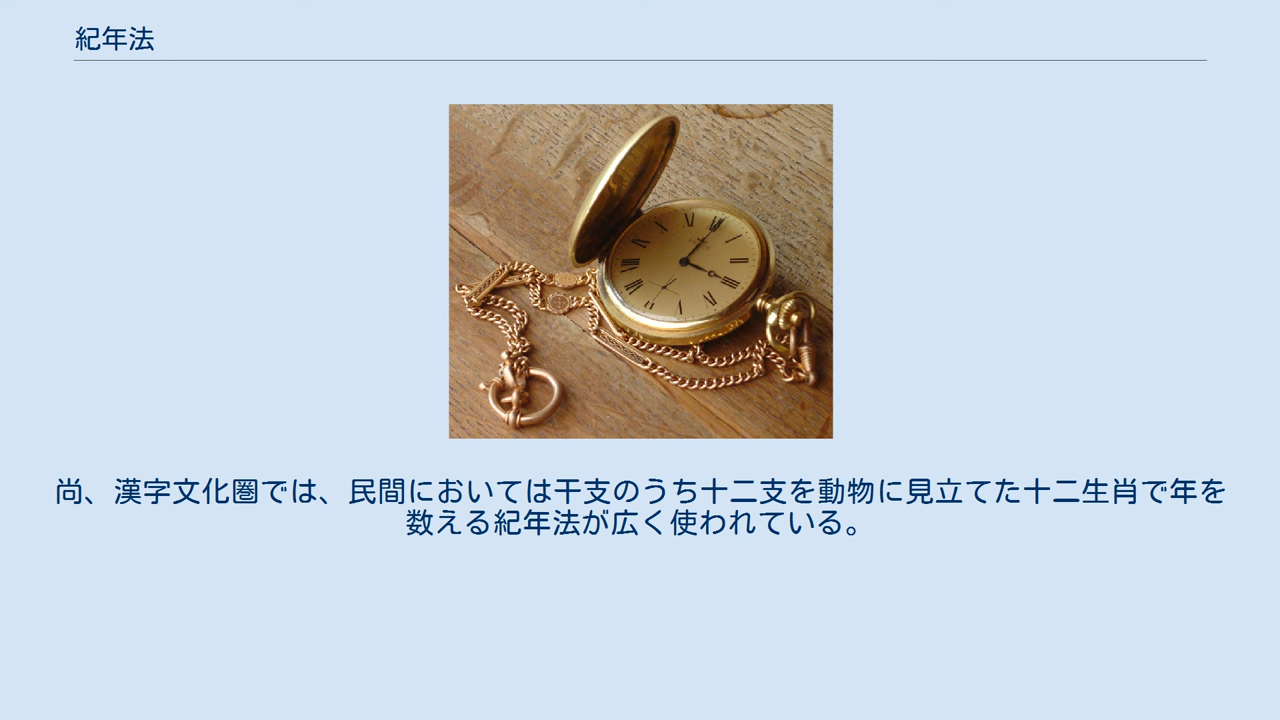 紀年法
尚、漢字文化圏では、民間においては干支のうち十二支を動物に見立てた十二生肖で年を
数える紀年法が広く使われている。